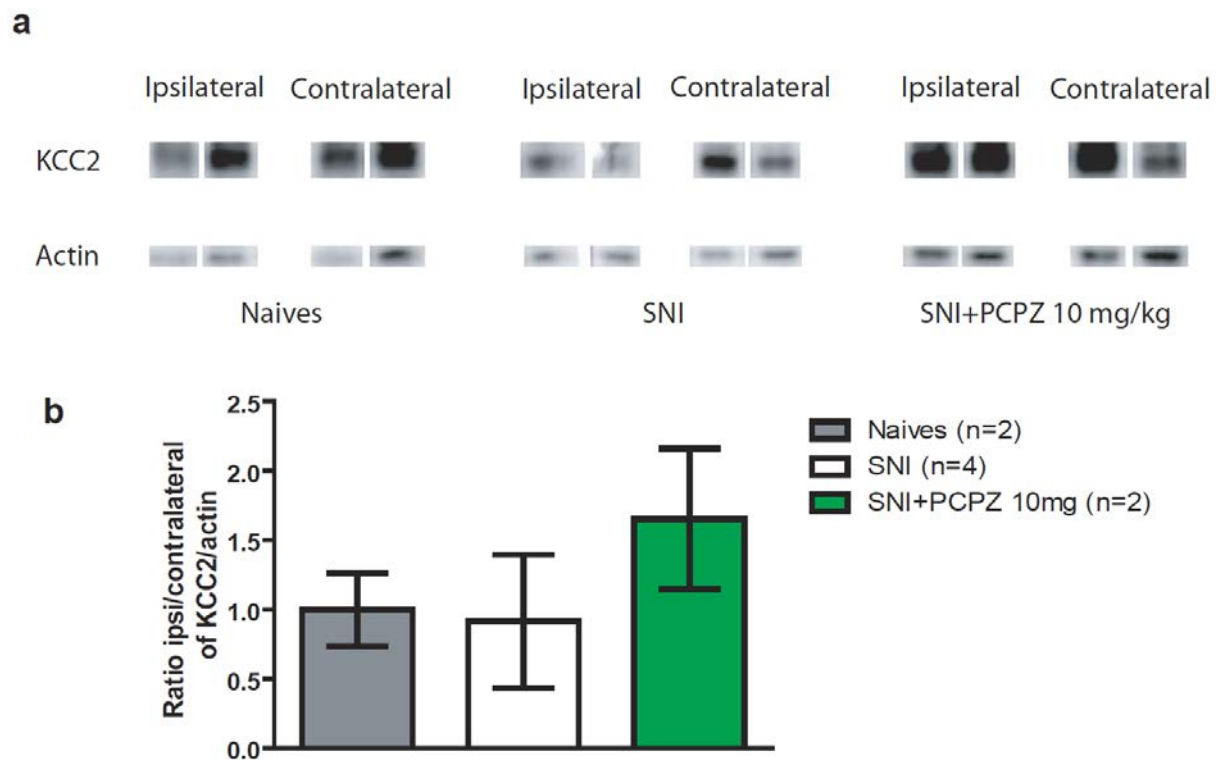 a
Ipsilateral Contralateral Ipsilateral Contralateral Ipsilateral Contralateral
KCC2
Actin
Naives SNI SNI+PCPZ 10 mg/kg
b
Ratio ipsi/contralateral
of KCC2/actin
2.5
2.0
1.5
1.0
0.5
0.0
Naives (n=2)
SNI (n=4)
SNI+PCPZ 10mg (n=2)